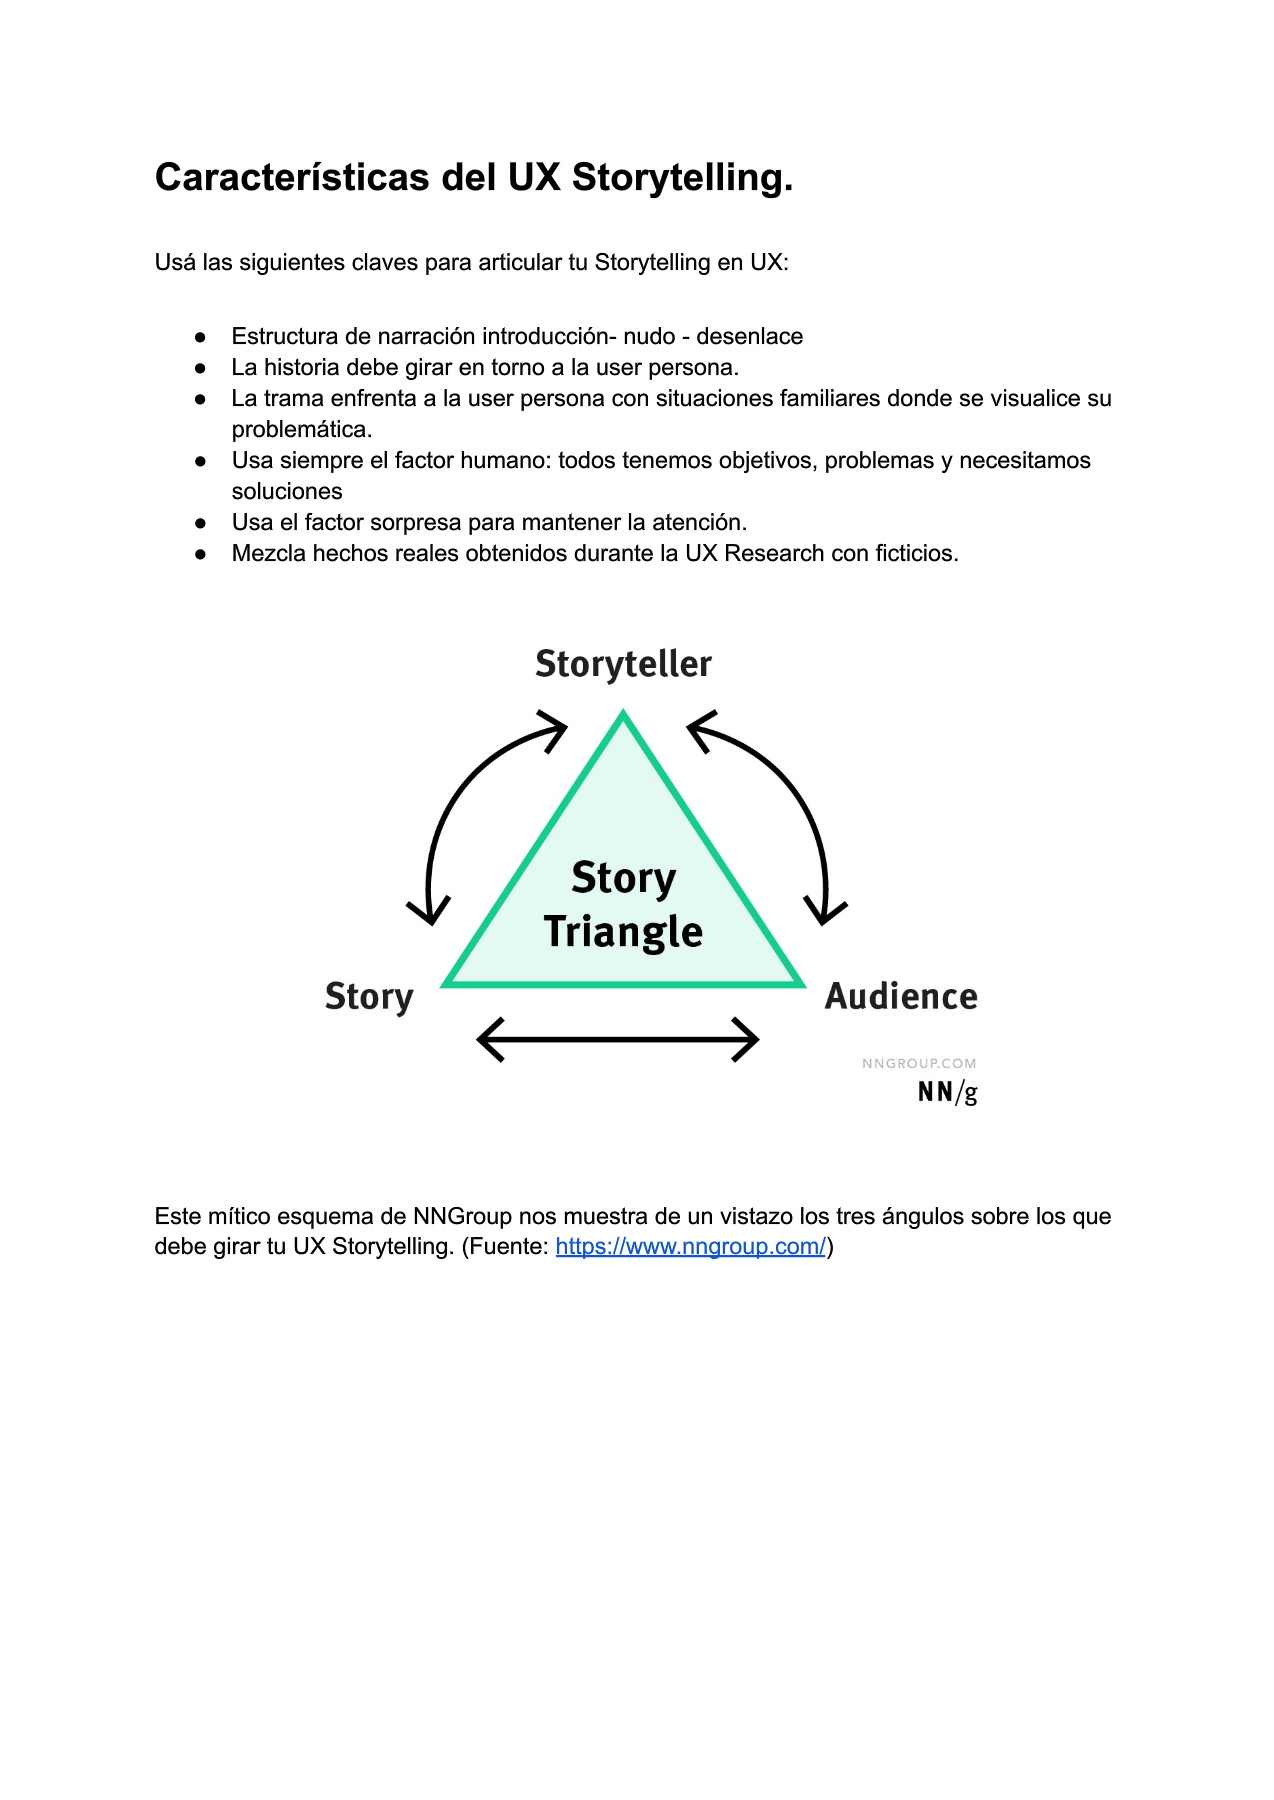 Características del UX Storytelling.
Usá las siguientes claves para articular tu Storytelling en UX:
● Estructura de narración introducción- nudo - desenlace
● La historia debe girar en torno a la user persona.
● La trama enfrenta a la user persona con situaciones familiares donde se visualice su
problemática.
● Usa siempre el factor humano: todos tenemos objetivos, problemas y necesitamos
soluciones
● Usa el factor sorpresa para mantener la atención.
● Mezcla hechos reales obtenidos durante la UX Research con ficticios.
Storyteller
Story
Triangle
Story
Audience
NNGROUP.COM
NN/g
Este mítico esquema de NNGroup nos muestra de un vistazo los tres ángulos sobre los que
debe girar tu UX Storytelling. (Fuente: https://www.nngroup.com/)